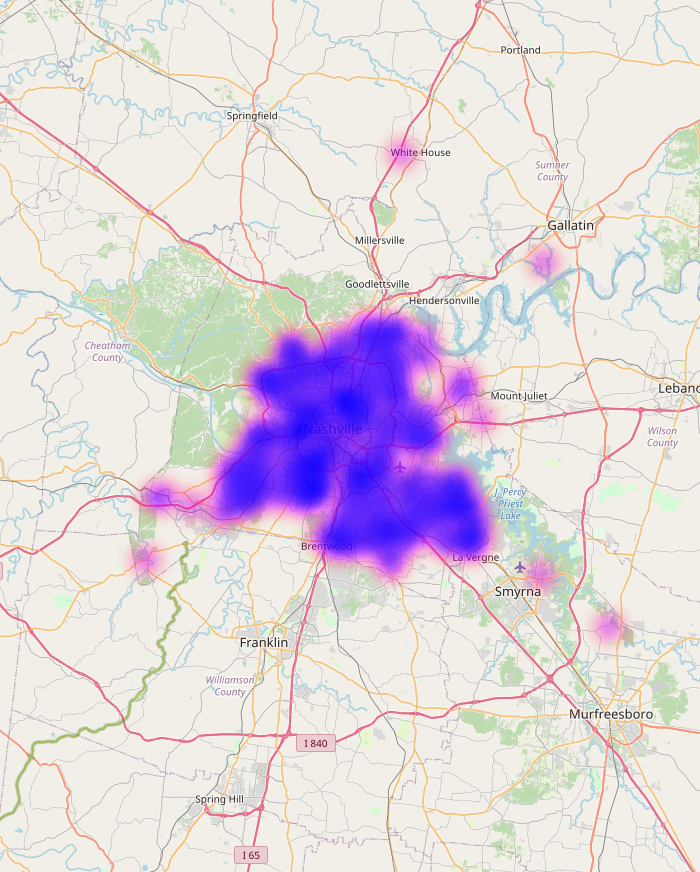 Portland
Springfield
White House
Sumner
County
Gallatin
Millersville
Goodlettsville
Hendersonville
Cheatham
County
Mount Juliet
Nashville
Wilson
County
J. Percy
Priest
Lake
Brentwood
La Vergne
Smyrna
Franklin
Williamson
County
Murfreesboro
I 840
Spring Hill
I 65